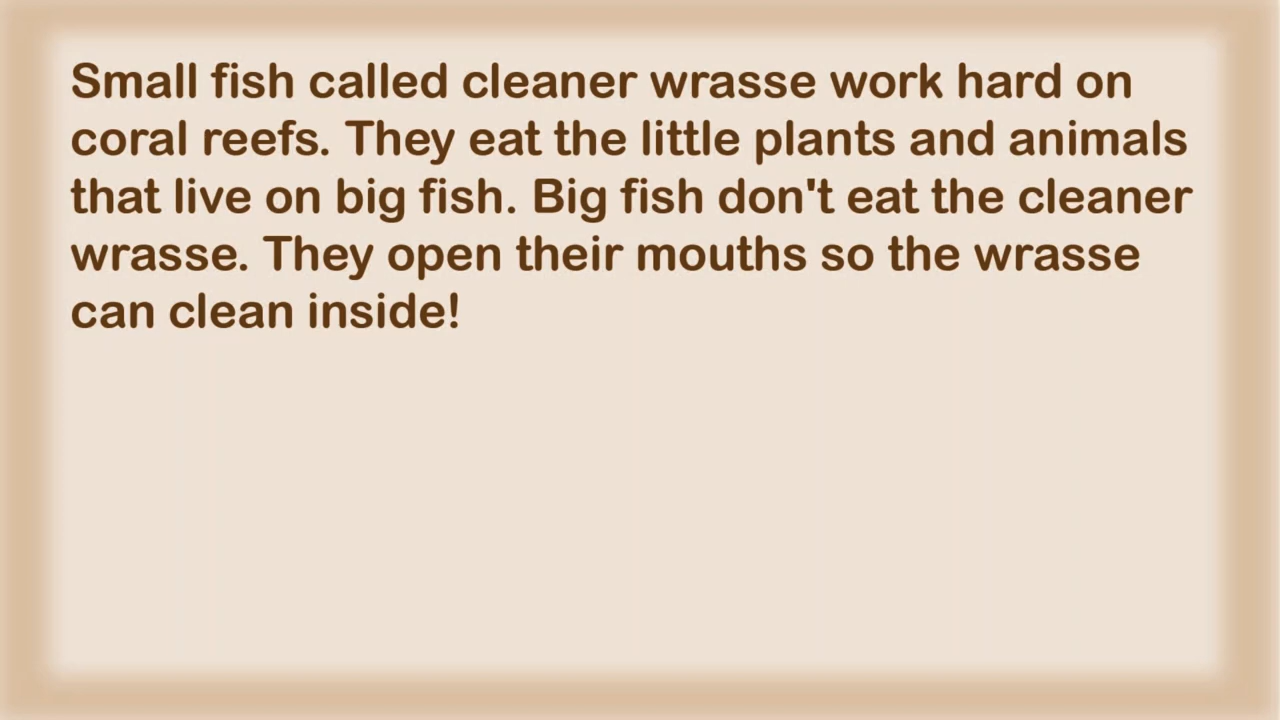 Small fish called cleaner wrasse work hard on
coral reefs. They eat the little plants and animals
that live on big fish. Big fish don't eat the cleaner
wrasse. They open their mouths so the wrasse
can clean inside!